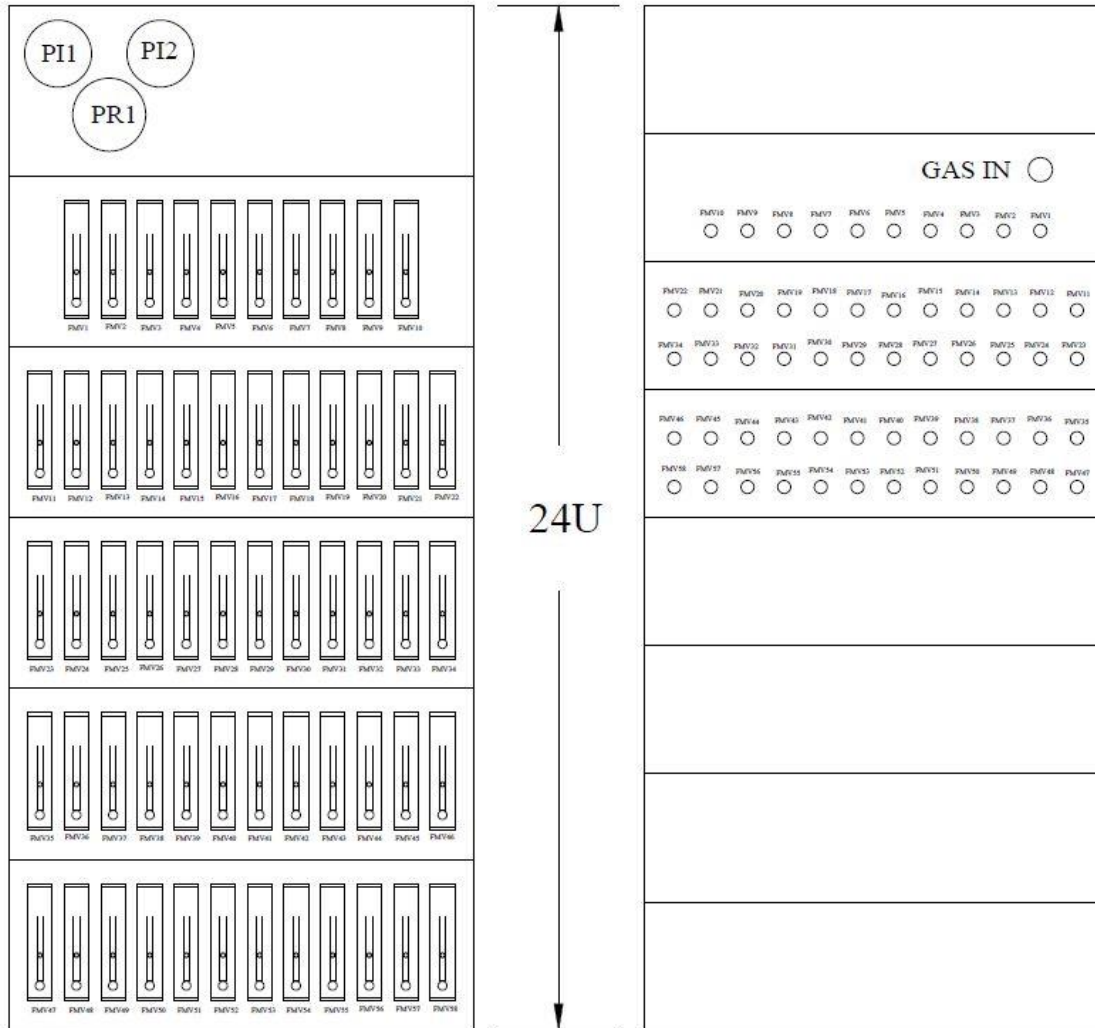 PI1 PI2
PR1
FMV1 FMV2 FMV3 FMV4 FMV5 FMV6 FMV7 FMV8 FMV9 FMV10
FMV11 FMV12 FMV13 FMV14 FMV15 FMV16 FMV17 FMV18 FMV19 FMV20 FMV21 FMV22
FMV23 FMV24 FMV25 FMV26 FMV27 FMV28 FMV29 FMV30 FMV31 FMV32 FMV33 FMV34
FMV35 FMV36 FMV37 FMV38 FMV39 FMV40 FMV41 FMV42 FMV43 FMV44 FMV45 FMV46
FMV47 FMV48 FMV49 FMV50 FMV51 FMV52 FMV53 FMV54 FMV55 FMV56 FMV57 FMV58
24U
GAS IN
FMV10 FMV9 FMV8 FMV7 FMV6 FMV5 FMV4 FMV3 FMV2 FMV1
FMV22 FMV21 FMV20 FMV19 FMV18 FMV17 FMV16 FMV15 FMV14 FMV13 FMV12 FMV11
FMV34 FMV33 FMV32 FMV31 FMV30 FMV29 FMV28 FMV27 FMV26 FMV25 FMV24 FMV23
FMV46 FMV45 FMV44 FMV43 FMV42 FMV41 FMV40 FMV39 FMV38 FMV37 FMV36 FMV35
FMV58 FMV57 FMV56 FMV55 FMV54 FMV53 FMV52 FMV51 FMV50 FMV49 FMV48 FMV47